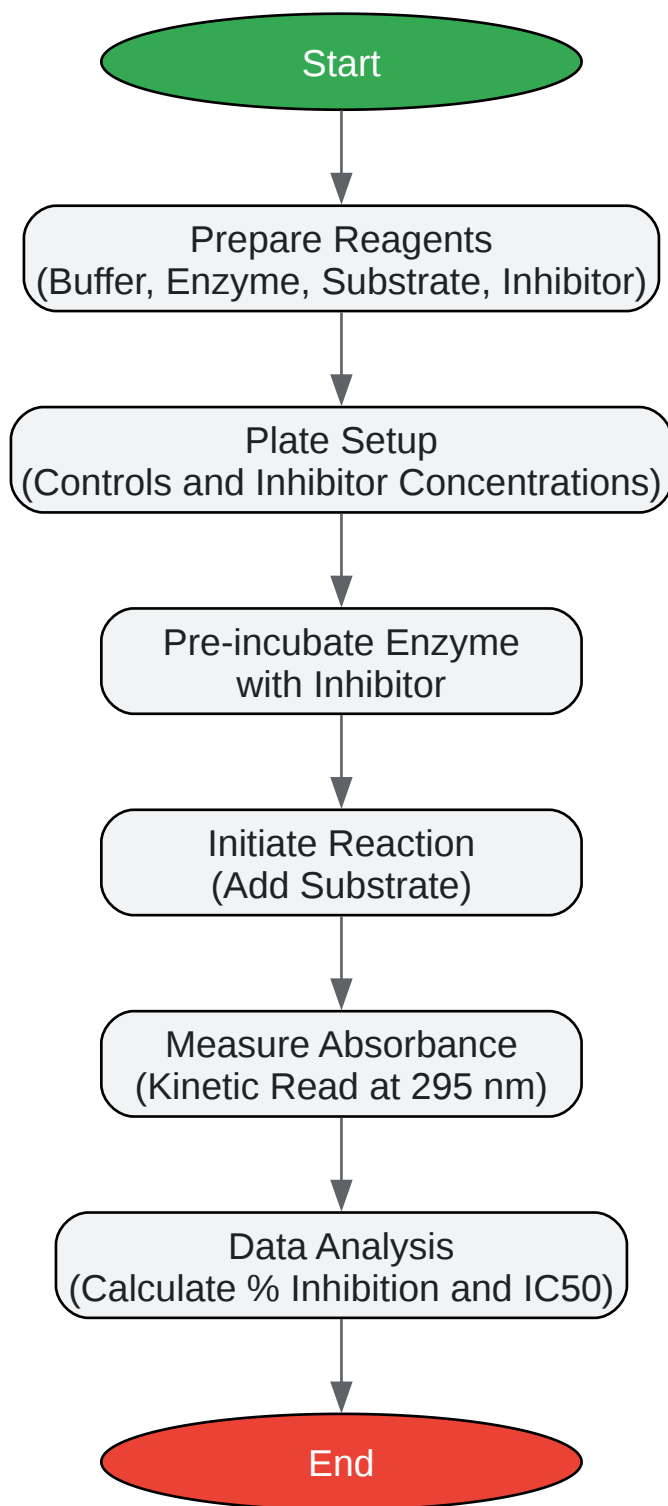 Start
Prepare Reagents
(Buffer, Enzyme, Substrate, Inhibitor)
Plate Setup
(Controls and Inhibitor Concentrations)
Pre-incubate Enzyme
with Inhibitor
Initiate Reaction
(Add Substrate)
Measure Absorbance
(Kinetic Read at 295 nm)
Data Analysis
(Calculate % Inhibition and IC50)
End